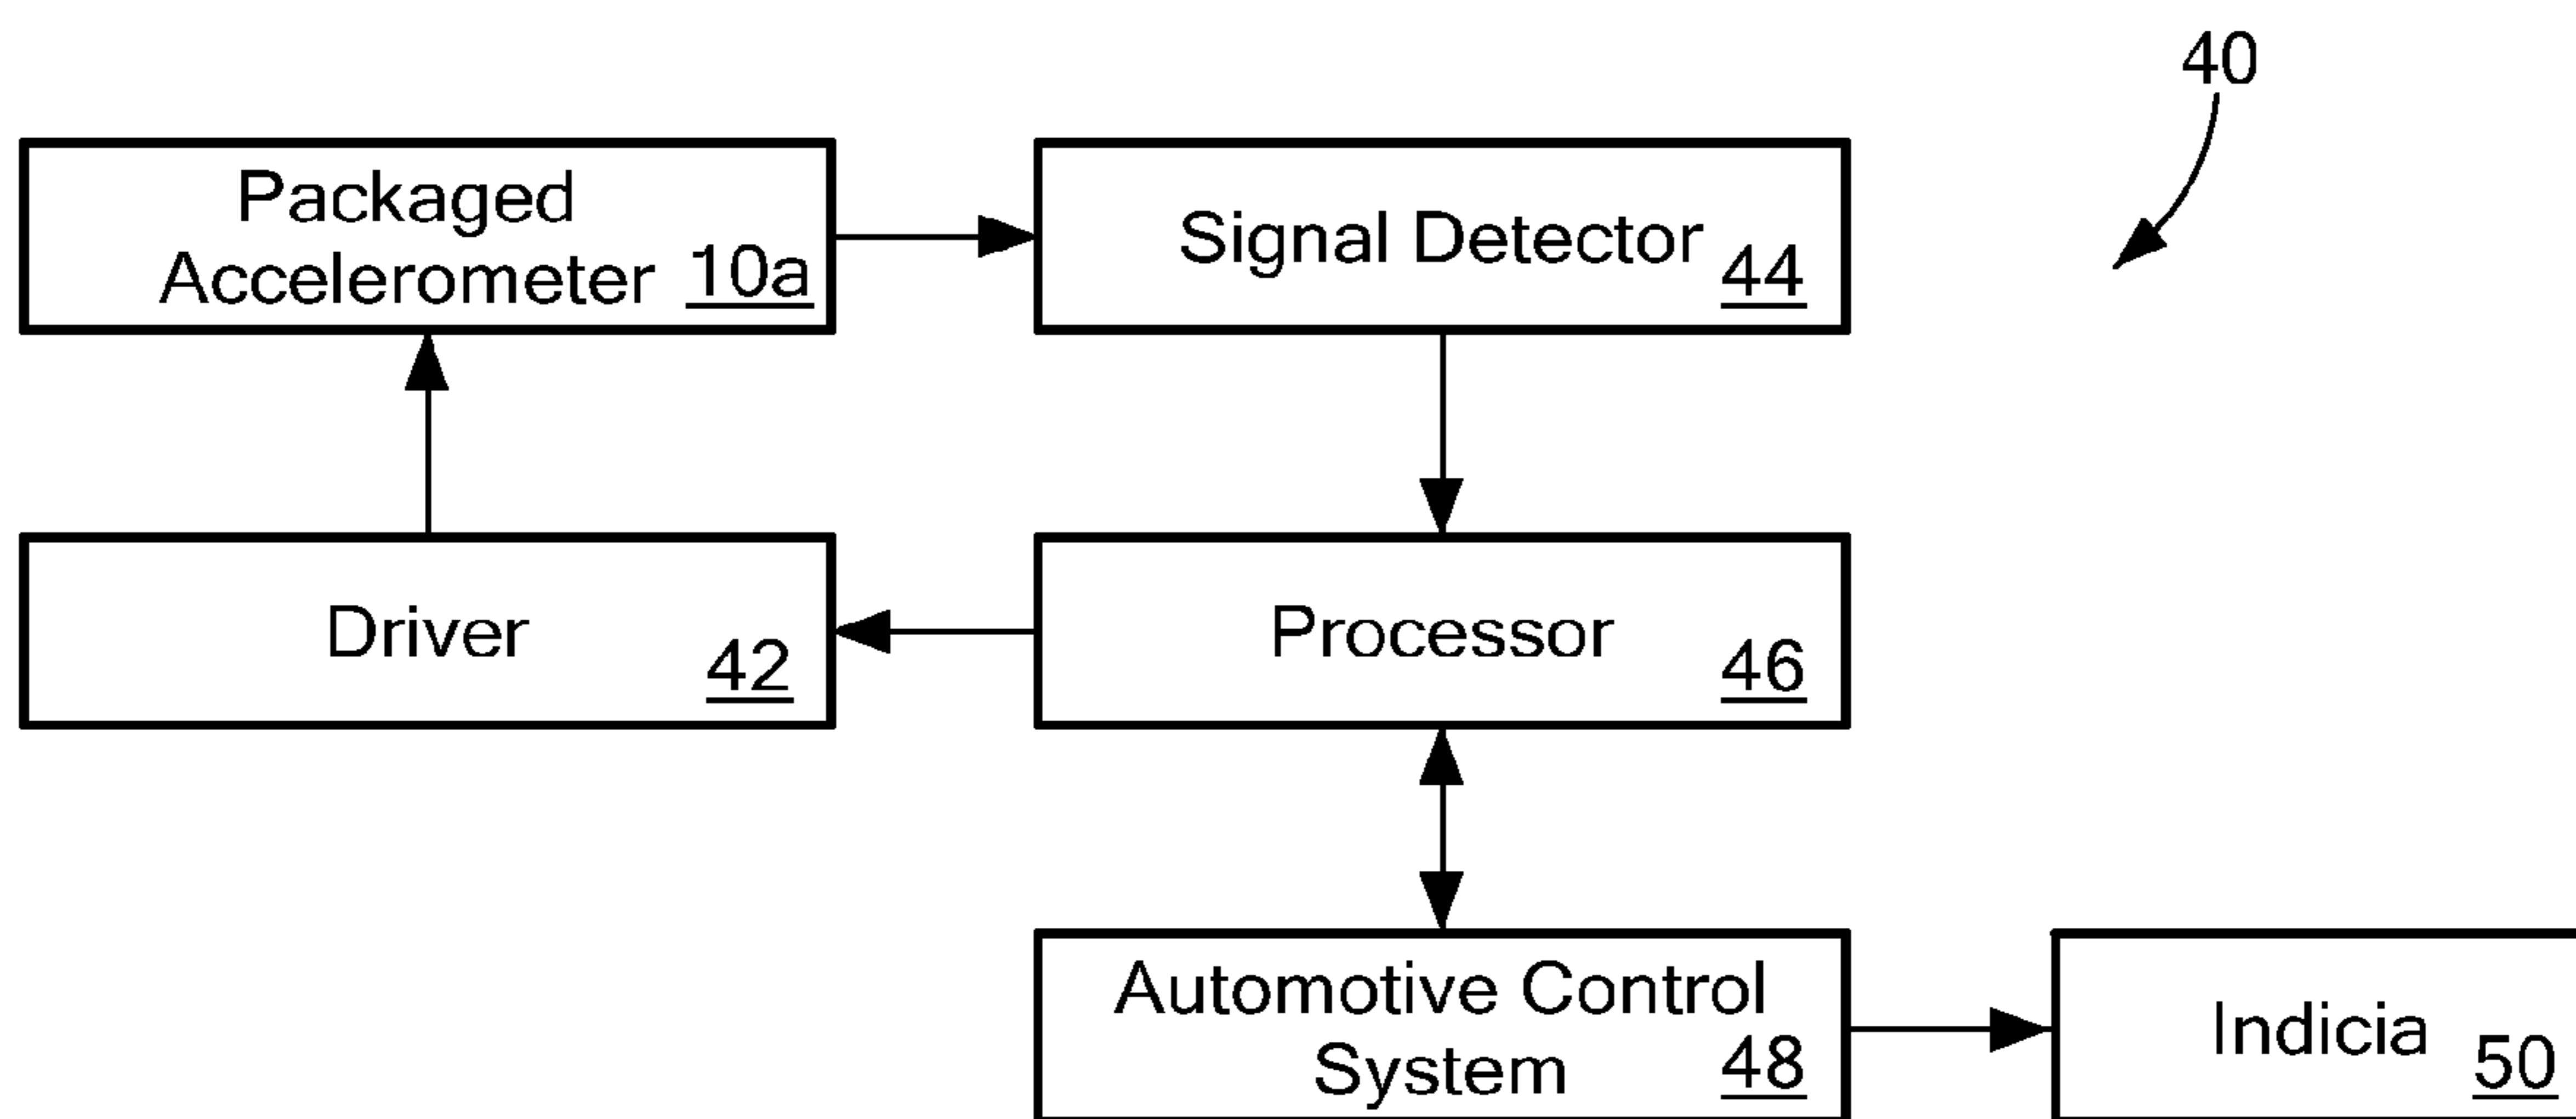 40
Packaged
Accelerometer 10a
Signal Detector 44
Driver 42
Processor 46
Automotive Control
System 48
Indicia 50